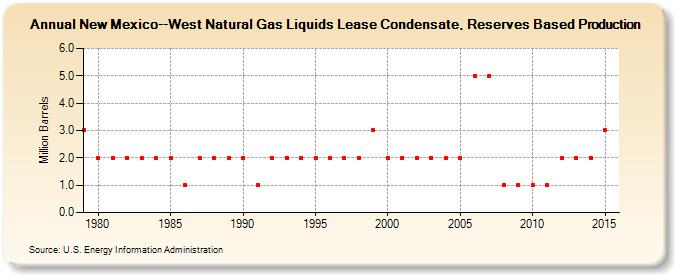 Annual New Mexico--West Natural Gas Liquids Lease Condensate, Reserves Based Production
Million Barrels
6.0
5.0
4.0
3.0
2.0
1.0
0.0
1980 1985 1990 1995 2000 2005 2010 2015
Source: U.S. Energy Information Administration